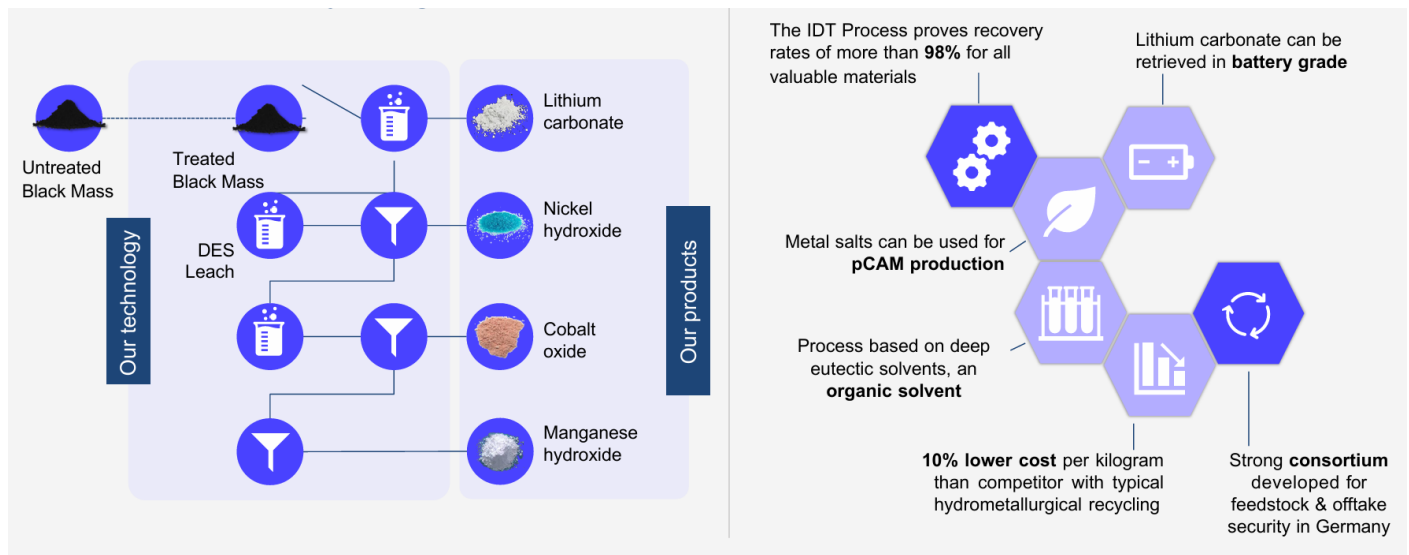 Untreated
Black Mass
Treated
Black Mass
DES
Leach
Our technology
Lithium
carbonate
Nickel
hydroxide
Cobalt
oxide
Manganese
hydroxide
Our products
The IDT Process proves recovery
rates of more than 98% for all
valuable materials
Lithium carbonate can be
retrieved in battery grade
Metal salts can be used for
pCAM production
Process based on deep
eutectic solvents, an
organic solvent
10% lower cost per kilogram
than competitor with typical
hydrometallurgical recycling
Strong consortium
developed for
feedstock & offtake
security in Germany